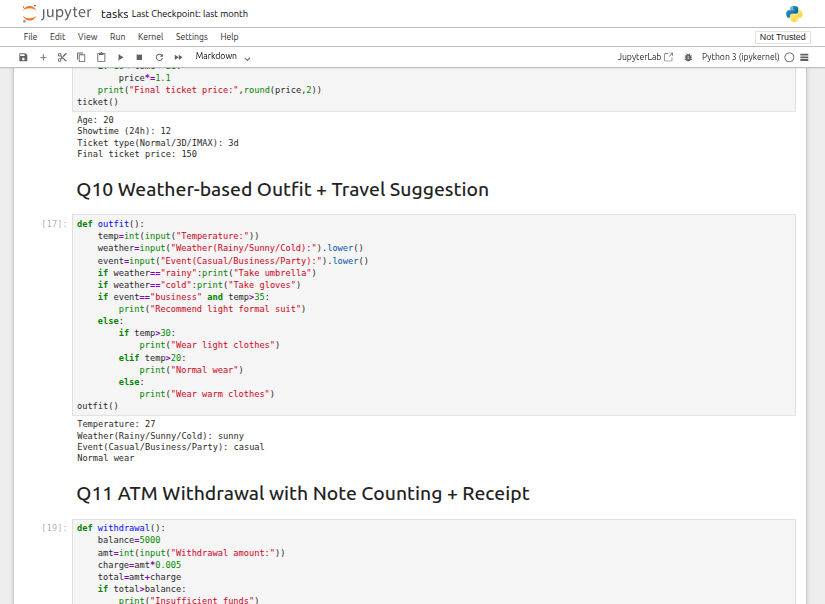 jupyter tasks Last Checkpoint: last month
File Edit View Run Kernel Settings Help
Not Trusted
Markdown
JupyterLab
Python 3 (ipykernel)
price*=1.1
print("Final ticket price:",round(price,2))
ticket()
Age: 20
Showtime (24h): 12
Ticket type(Normal/3D/IMAX): 3d
Final ticket price: 150
Q10 Weather-based Outfit + Travel Suggestion
[17]:
def outfit():
temp=int(input("Temperature:"))
weather=input("Weather(Rainy/Sunny/Cold):").lower()
event=input("Event(Casual/Business/Party):").lower()
if weather=="rainy":print("Take umbrella")
if weather=="cold":print("Take gloves")
if event=="business" and temp>35:
print("Recommend light formal suit")
else:
if temp>30:
print("Wear light clothes")
elif temp>20:
print("Normal wear")
else:
print("Wear warm clothes")
outfit()
Temperature: 27
Weather(Rainy/Sunny/Cold): sunny
Event(Casual/Business/Party): casual
Normal wear
Q11 ATM Withdrawal with Note Counting + Receipt
[19]:
def withdrawal():
balance=5000
amt=int(input("Withdrawal amount:"))
charge=amt*0.005
total=amt+charge
if total>balance:
print("Insufficient funds")